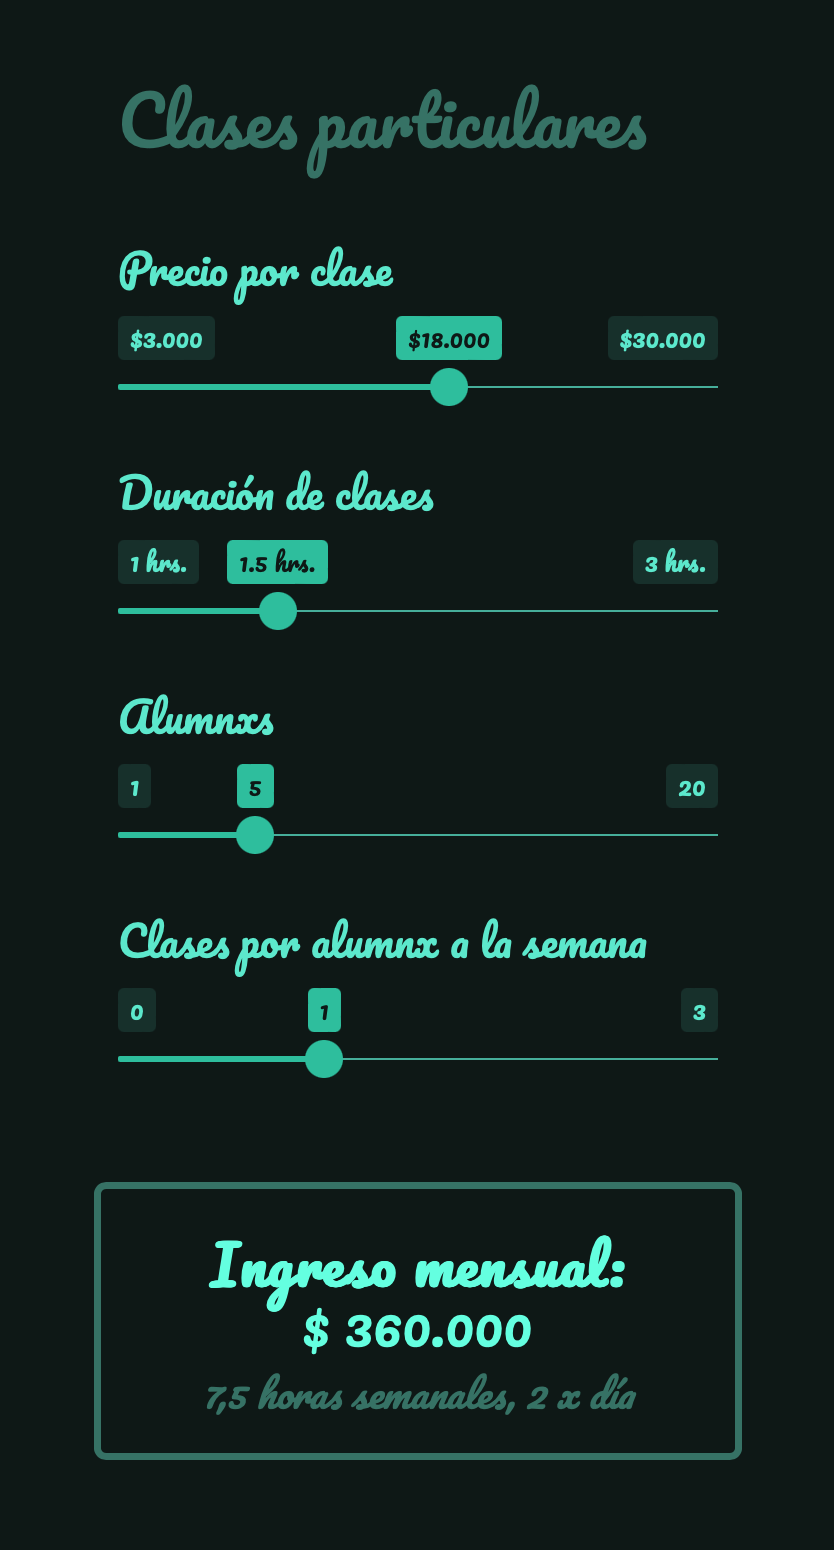 Clases particulares
Precio por clase
$3.000 $18.000 $30.000
Duración de clases
1 hrs. 1.5 hrs. 3 hrs.
Alumnxs
1 5 20
Clases por alumnx a la semana
0 1 3
Ingreso mensual:
$ 360.000
7,5 horas semanales, 2 x día